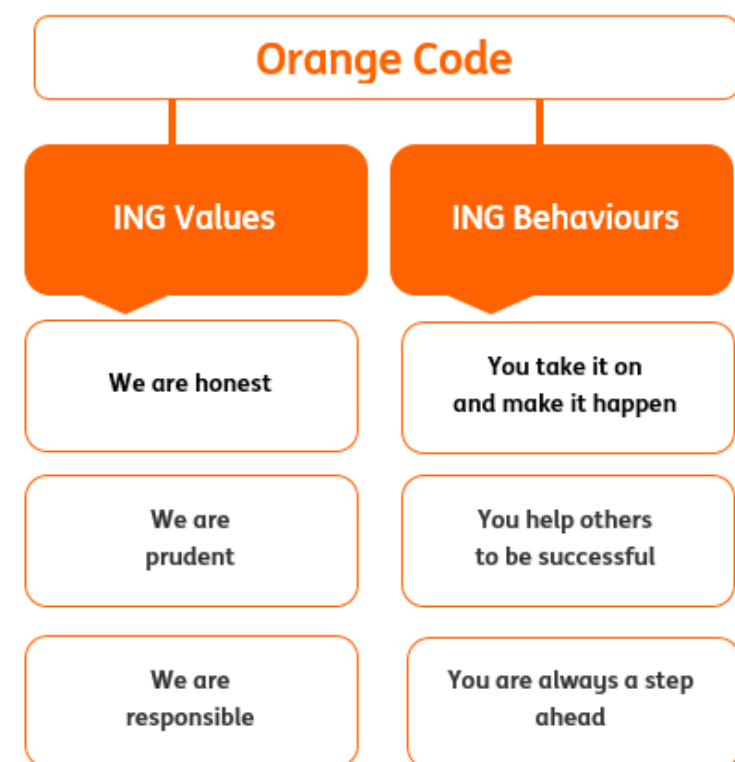 Orange Code
ING Values
ING Behaviours
We are honest
You take it on
and make it happen
We are
prudent
You help others
to be successful
We are
responsible
You are always a step
ahead